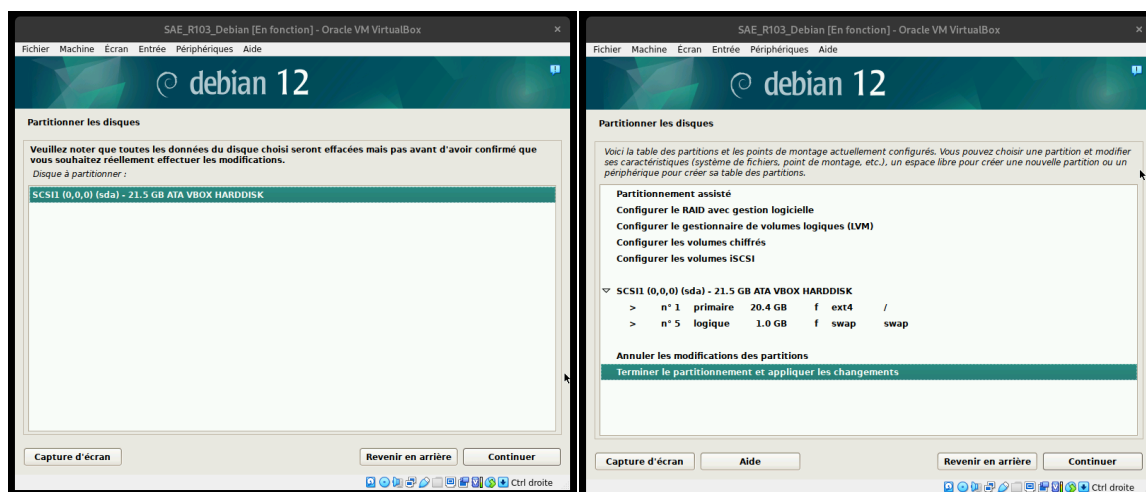 SAE_R103_Debian [En fonction] - Oracle VM VirtualBox
Fichier Machine Écran Entrée Périphériques Aide
debian 12
Partitionner les disques
Veuillez noter que toutes les données du disque choisi seront effacées mais pas avant d'avoir confirmé que
vous souhaitez réellement effectuer les modifications.
Disque à partitionner :
SCSI1 (0,0,0) (sda) - 21.5 GB ATA VBOX HARDDISK
Capture d'écran
Revenir en arrière
Continuer
Ctrl droite
SAE_R103_Debian [En fonction] - Oracle VM VirtualBox
Fichier Machine Écran Entrée Périphériques Aide
debian 12
Partitionner les disques
Voici la table des partitions et les points de montage actuellement configurés. Vous pouvez choisir une partition et modifier
ses caractéristiques (système de fichiers, point de montage, etc.), un espace libre pour créer une nouvelle partition ou un
périphérique pour créer sa table des partitions.
Partitionnement assisté
Configurer le RAID avec gestion logicielle
Configurer le gestionnaire de volumes logiques (LVM)
Configurer les volumes chiffrés
Configurer les volumes iSCSI
SCSI1 (0,0,0) (sda) - 21.5 GB ATA VBOX HARDDISK
> n° 1 primaire 20.4 GB f ext4 /
> n° 5 logique 1.0 GB f swap swap
Annuler les modifications des partitions
Terminer le partitionnement et appliquer les changements
Capture d'écran
Aide
Revenir en arrière
Continuer
Ctrl droite